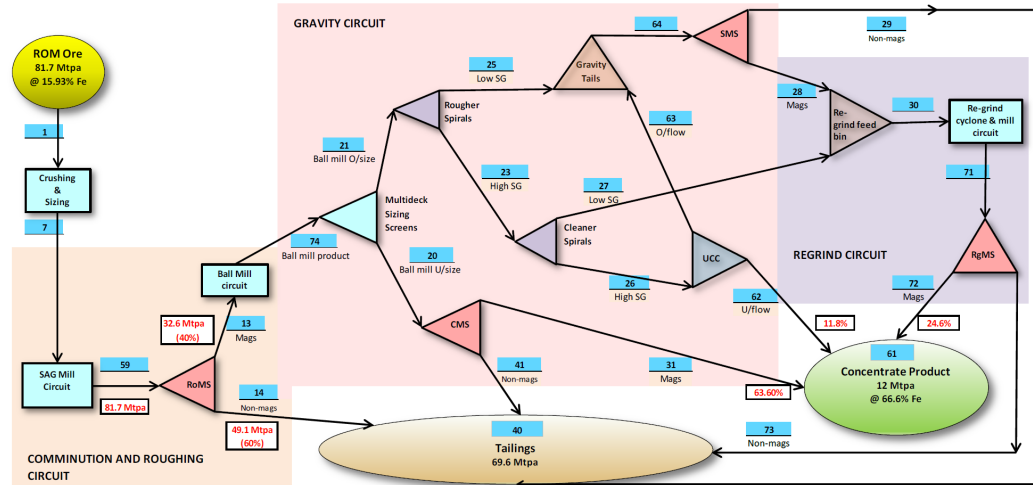 GRAVITY CIRCUIT
ROM Ore
81.7 Mtpa
@ 15.93% Fe
1
Crushing
&
Sizing
7
SAG Mill
Circuit
59
81.7 Mtpa
RoMS
32.6 Mtpa
(40%)
13
Mags
14
Non-mags
49.1 Mtpa
(60%)
COMMINUTION AND ROUGHING
CIRCUIT
Ball Mill
circuit
74
Ball mill product
Multideck
Sizing
Screens
21
Ball mill O/size
20
Ball mill U/size
Rougher
Spirals
25
Low SG
23
High SG
Gravity
Tails
64
SMS
29
Non-mags
28
Mags
63
O/flow
27
Low SG
Cleaner
Spirals
26
High SG
UCC
62
U/flow
CMS
41
Non-mags
31
Mags
63.60%
11.8%
Re-
grind feed
bin
30
Re-grind
cyclone & mill
circuit
71
REGRIND CIRCUIT
RgMS
72
Mags
24.6%
61
Concentrate Product
12 Mtpa
@ 66.6% Fe
73
Non-mags
40
Tailings
69.6 Mtpa